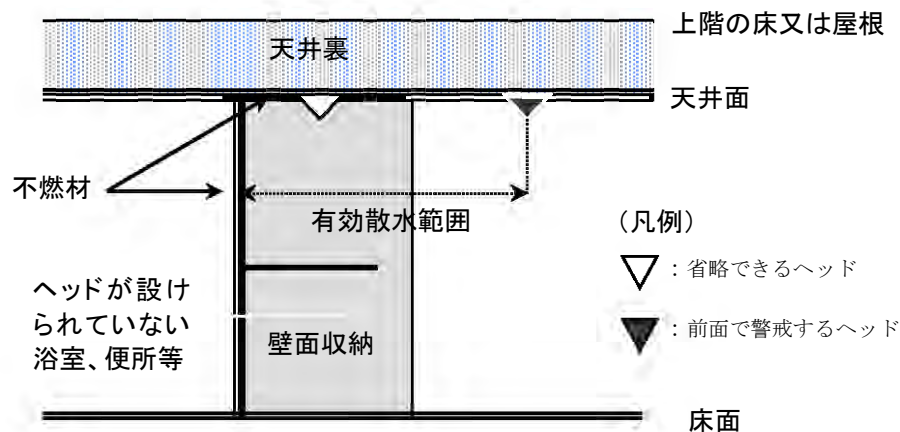 上階の床又は屋根
天井裏
天井面
不燃材
有効散水範囲
（凡例）
：省略できるヘッド
：前面で警戒するヘッド
ヘッドが設け
られていない
浴室、便所等
壁面収納
床面